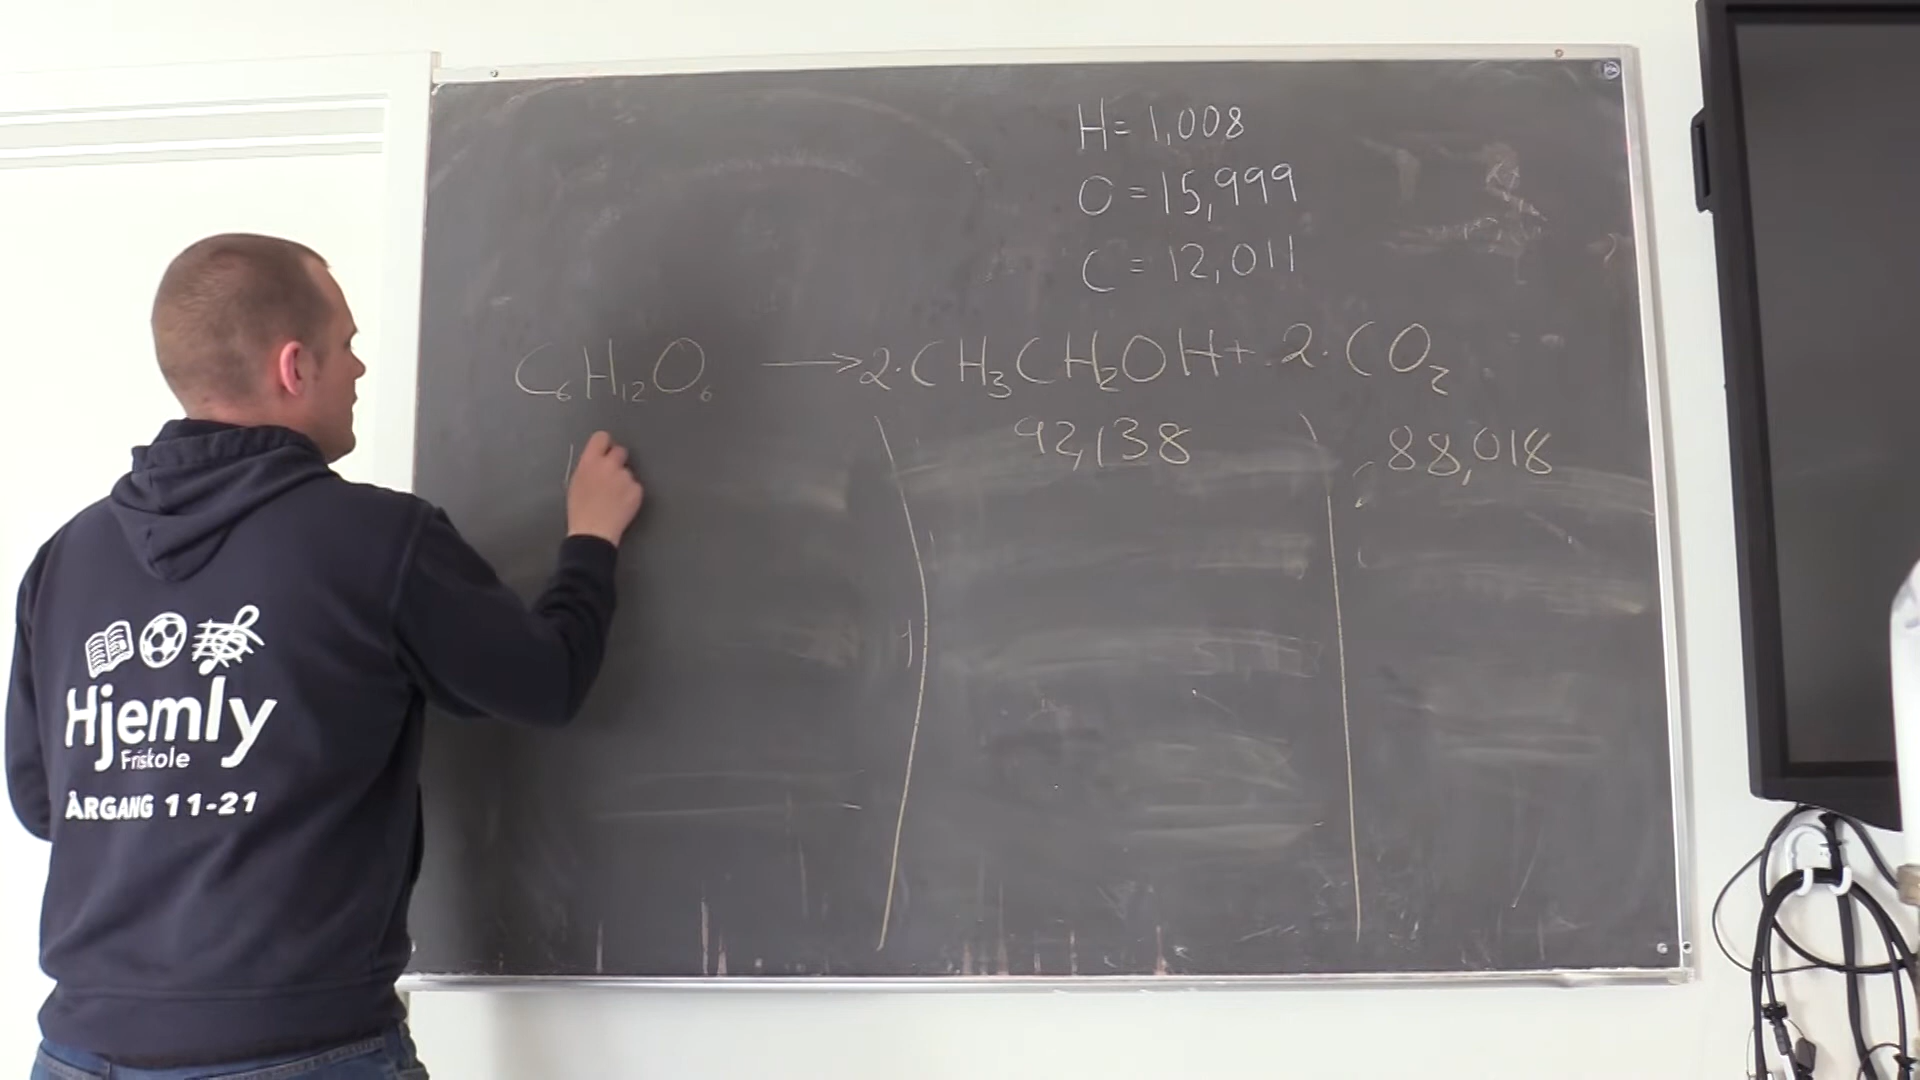 H = 1,008
O = 15,999
C = 12,011
C₆H₁₂O₆ → 2·CH₃CH₂OH + 2·CO₂
92,138 88,018
Hjemly
Friskole
ÅRGANG 11-21